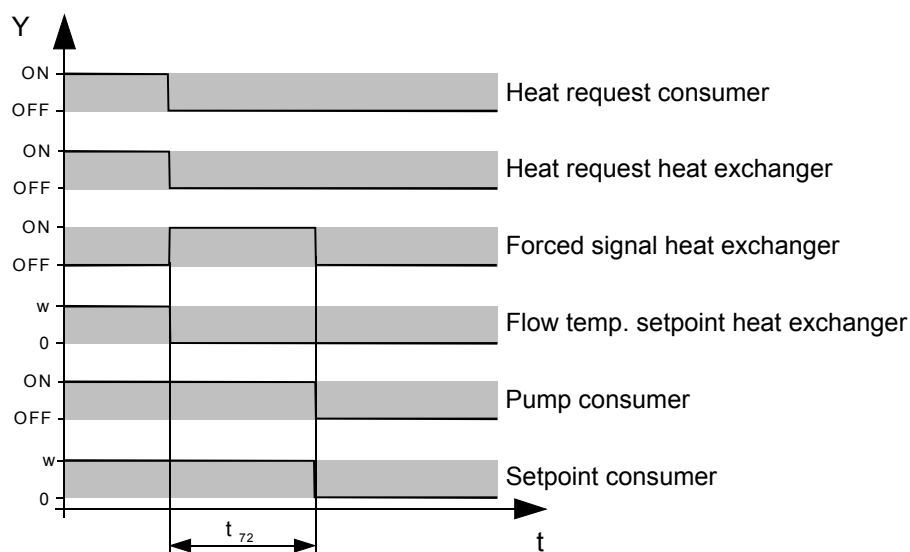 Y
ON
Heat request consumer
OFF
ON
Heat request heat exchanger
OFF
ON
Forced signal heat exchanger
OFF
w
Flow temp. setpoint heat exchanger
0
ON
Pump consumer
OFF
w
Setpoint consumer
0
t 72
t